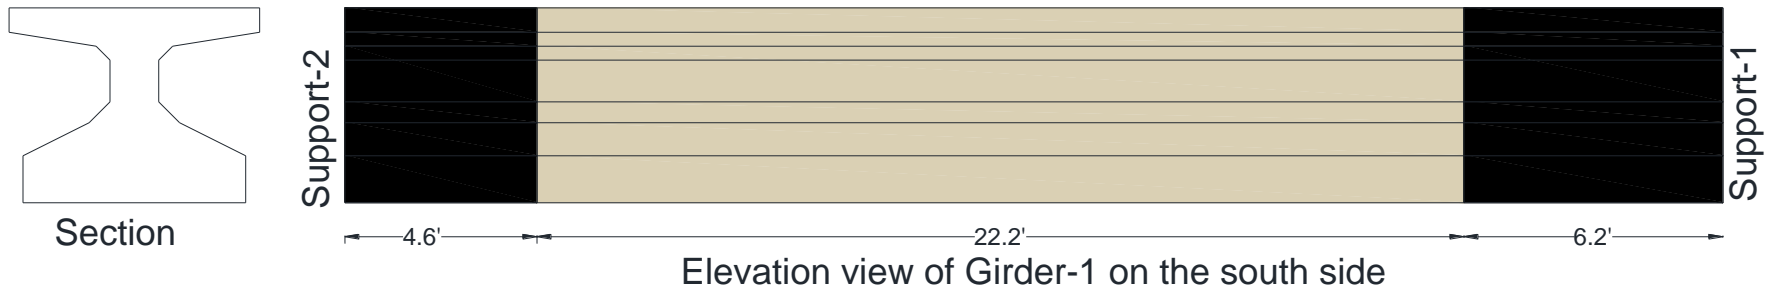 Section
Support-2
Support-1
4.6'
22.2'
6.2'
Elevation view of Girder-1 on the south side